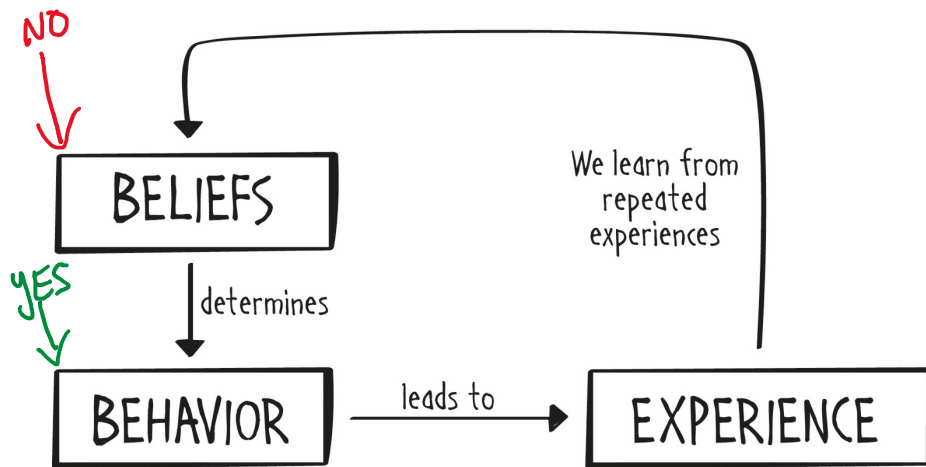 NO
BELIEFS
We learn from
repeated
experiences
YES
determines
BEHAVIOR
leads to
EXPERIENCE